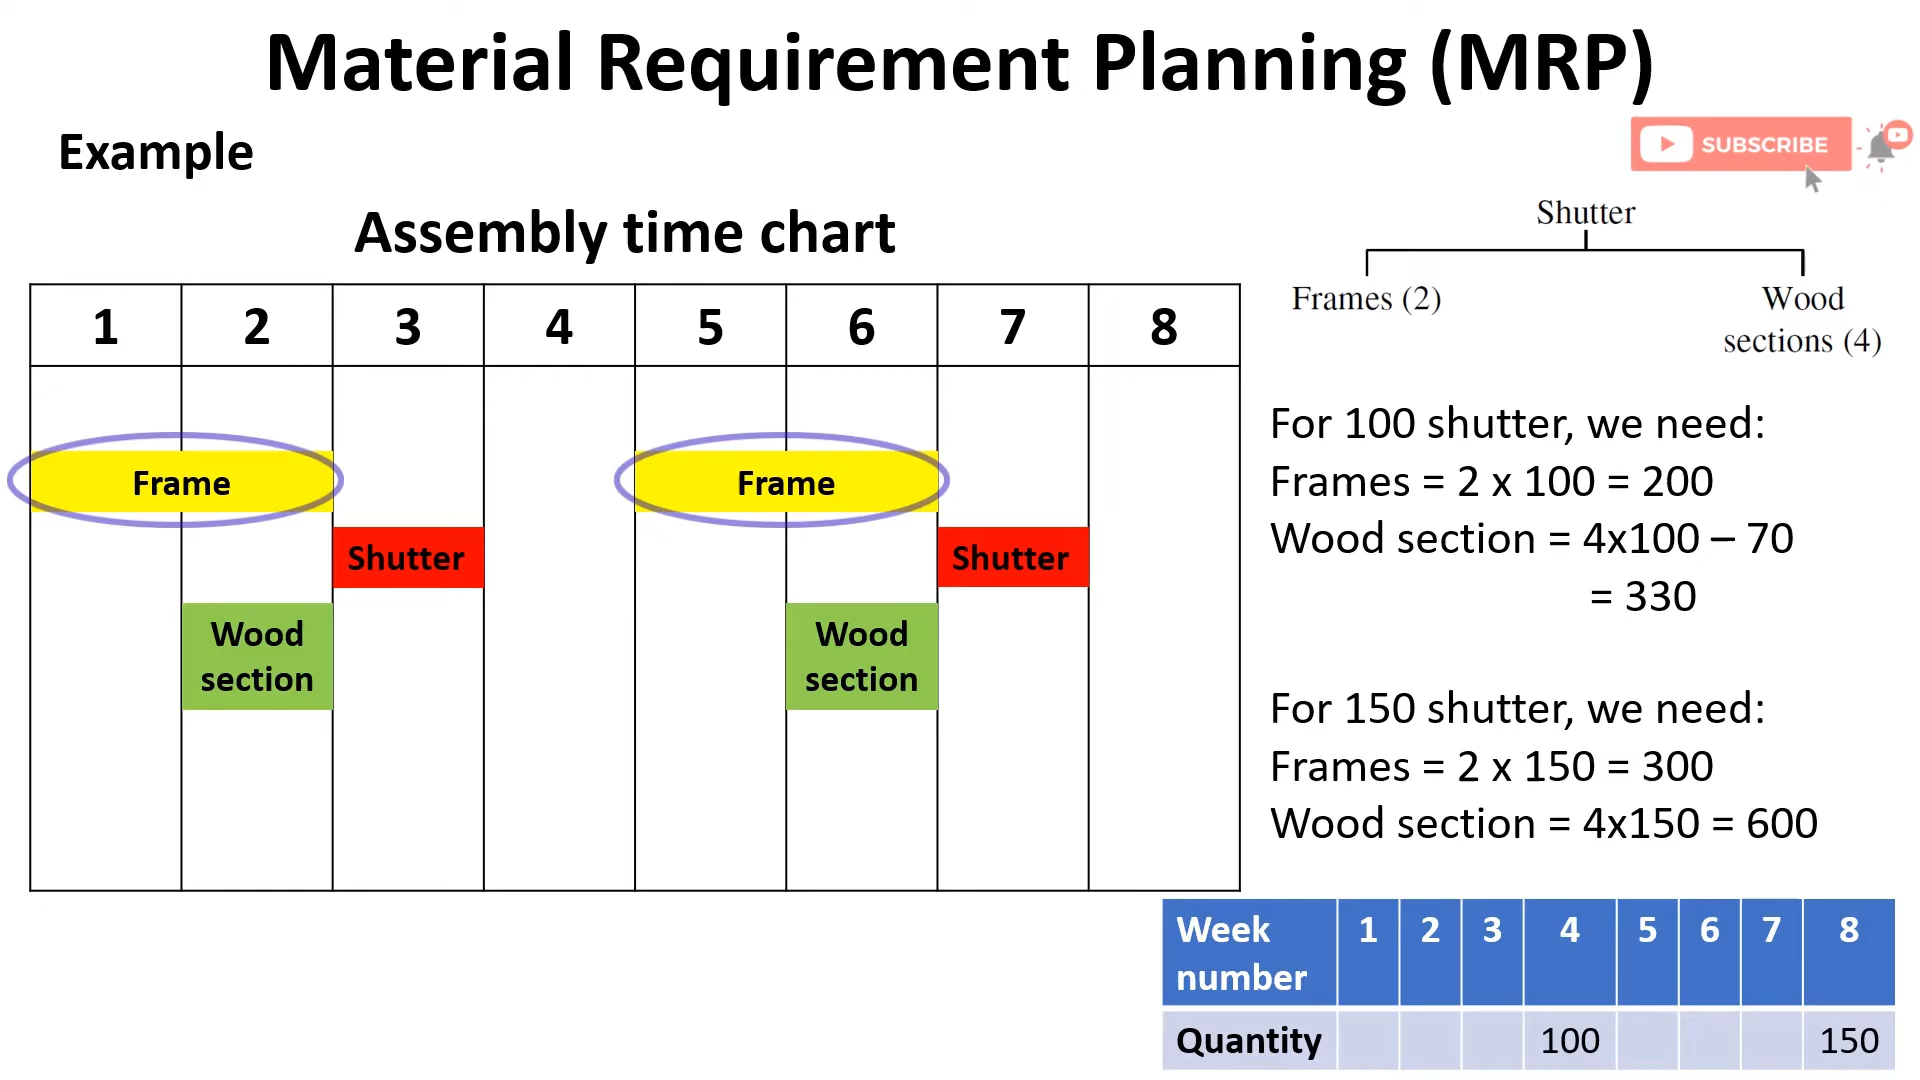 Material Requirement Planning (MRP)
Example
SUBSCRIBE
Assembly time chart
1 2 3 4 5 6 7 8
Frame Frame
Shutter Shutter
Wood
section
Wood
section
Shutter
Frames (2)
Wood
sections (4)
For 100 shutter, we need:
Frames = 2 x 100 = 200
Wood section = 4x100 – 70
= 330
For 150 shutter, we need:
Frames = 2 x 150 = 300
Wood section = 4x150 = 600
Week
number
1 2 3 4 5 6 7 8
Quantity 100 150